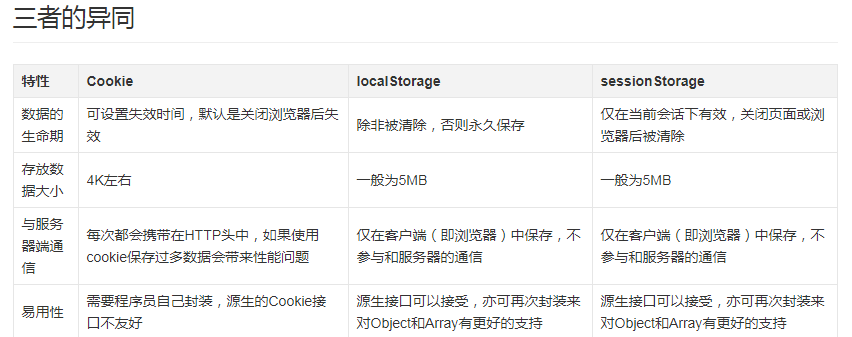 三者的异同
特性 Cookie localStorage sessionStorage
数据的
生命期
可设置失效时间，默认是关闭浏览器后失
效
除非被清除，否则永久保存
仅在当前会话下有效，关闭页面或浏
览器后被清除
存放数
据大小
4K左右
一般为5MB
一般为5MB
与服务
器端通
信
每次都会携带在HTTP头中，如果使用
cookie保存过多数据会带来性能问题
仅在客户端（即浏览器）中保存，不
参与和服务器的通信
仅在客户端（即浏览器）中保存，不
参与和服务器的通信
易用性
需要程序员自己封装，源生的Cookie接
口不友好
源生接口可以接受，亦可再次封装来
对Object和Array有更好的支持
源生接口可以接受，亦可再次封装来
对Object和Array有更好的支持